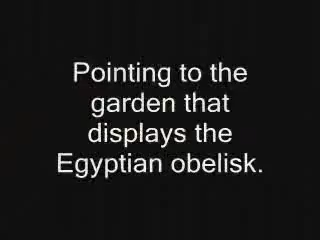 Pointing to the
garden that
displays the
Egyptian obelisk.